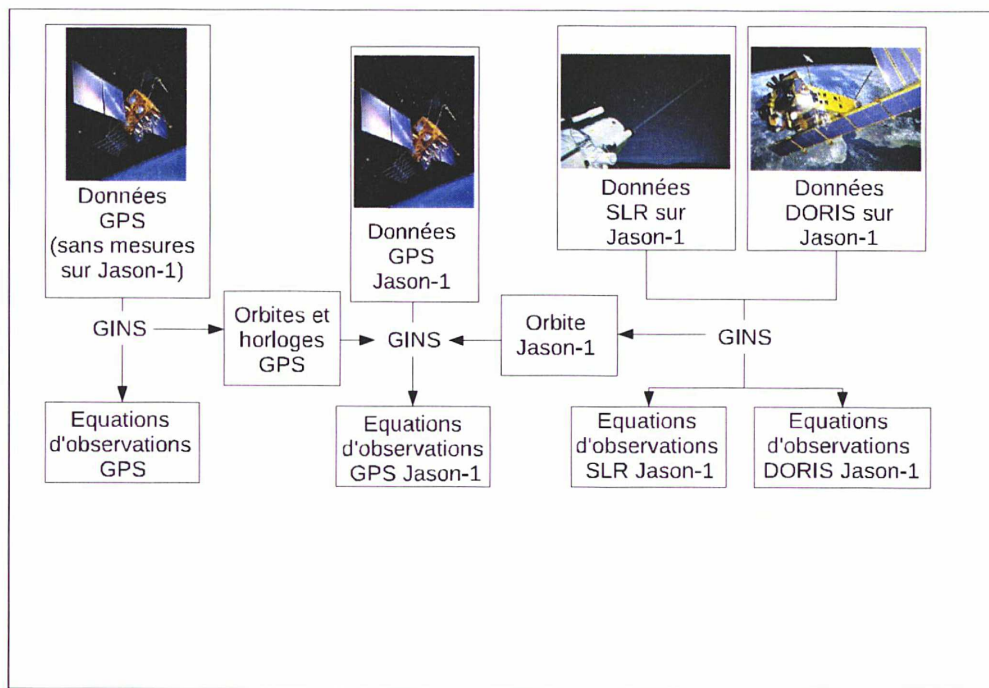 Données
GPS
(sans mesures
sur Jason-1)
Données
GPS
Jason-1
Données
SLR sur
Jason-1
Données
DORIS sur
Jason-1
GINS
Orbites et
horloges
GPS
GINS
Orbite
Jason-1
GINS
Equations
d'observations
GPS
Equations
d'observations
GPS Jason-1
Equations
d'observations
SLR Jason-1
Equations
d'observations
DORIS Jason-1